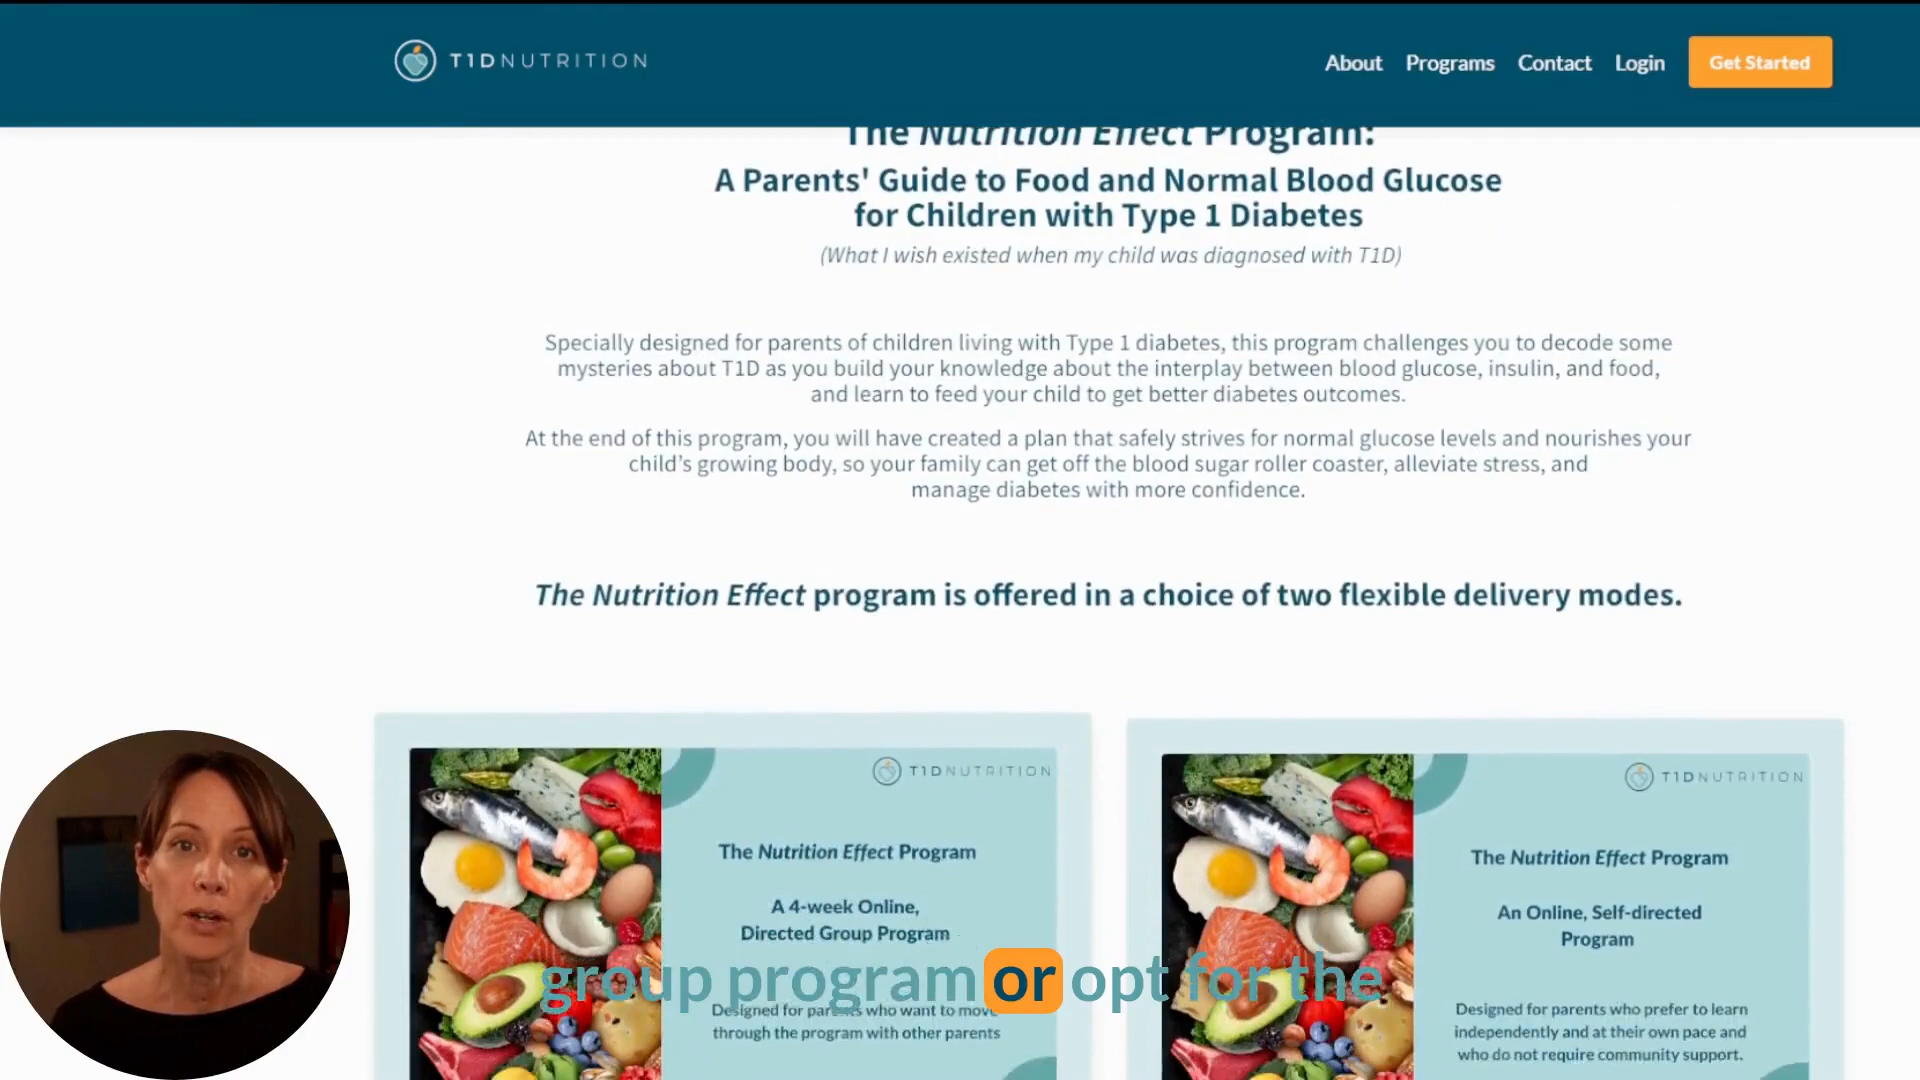 T1DNUTRITION
About Programs Contact Login Get Started
The Nutrition Effect Program:
A Parents' Guide to Food and Normal Blood Glucose
for Children with Type 1 Diabetes
(What I wish existed when my child was diagnosed with T1D)
Specially designed for parents of children living with Type 1 diabetes, this program challenges you to decode some
mysteries about T1D as you build your knowledge about the interplay between blood glucose, insulin, and food,
and learn to feed your child to get better diabetes outcomes.
At the end of this program, you will have created a plan that safely strives for normal glucose levels and nourishes your
child’s growing body, so your family can get off the blood sugar roller coaster, alleviate stress, and
manage diabetes with more confidence.
The Nutrition Effect program is offered in a choice of two flexible delivery modes.
T1DNUTRITION
The Nutrition Effect Program
A 4-week Online,
Directed Group Program
Designed for parents who want to move
through the program with other parents
T1DNUTRITION
The Nutrition Effect Program
An Online, Self-directed
Program
Designed for parents who prefer to learn
independently and at their own pace and
who do not require community support.
group program or opt for the